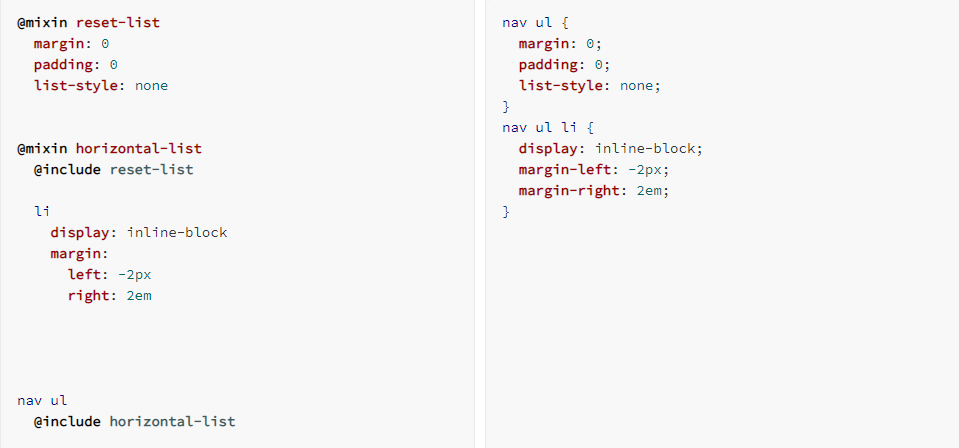 @mixin reset-list
  margin: 0
  padding: 0
  list-style: none
@mixin horizontal-list
  @include reset-list
  li
    display: inline-block
    margin:
      left: -2px
      right: 2em
nav ul
  @include horizontal-list
nav ul {
  margin: 0;
  padding: 0;
  list-style: none;
}
nav ul li {
  display: inline-block;
  margin-left: -2px;
  margin-right: 2em;
}